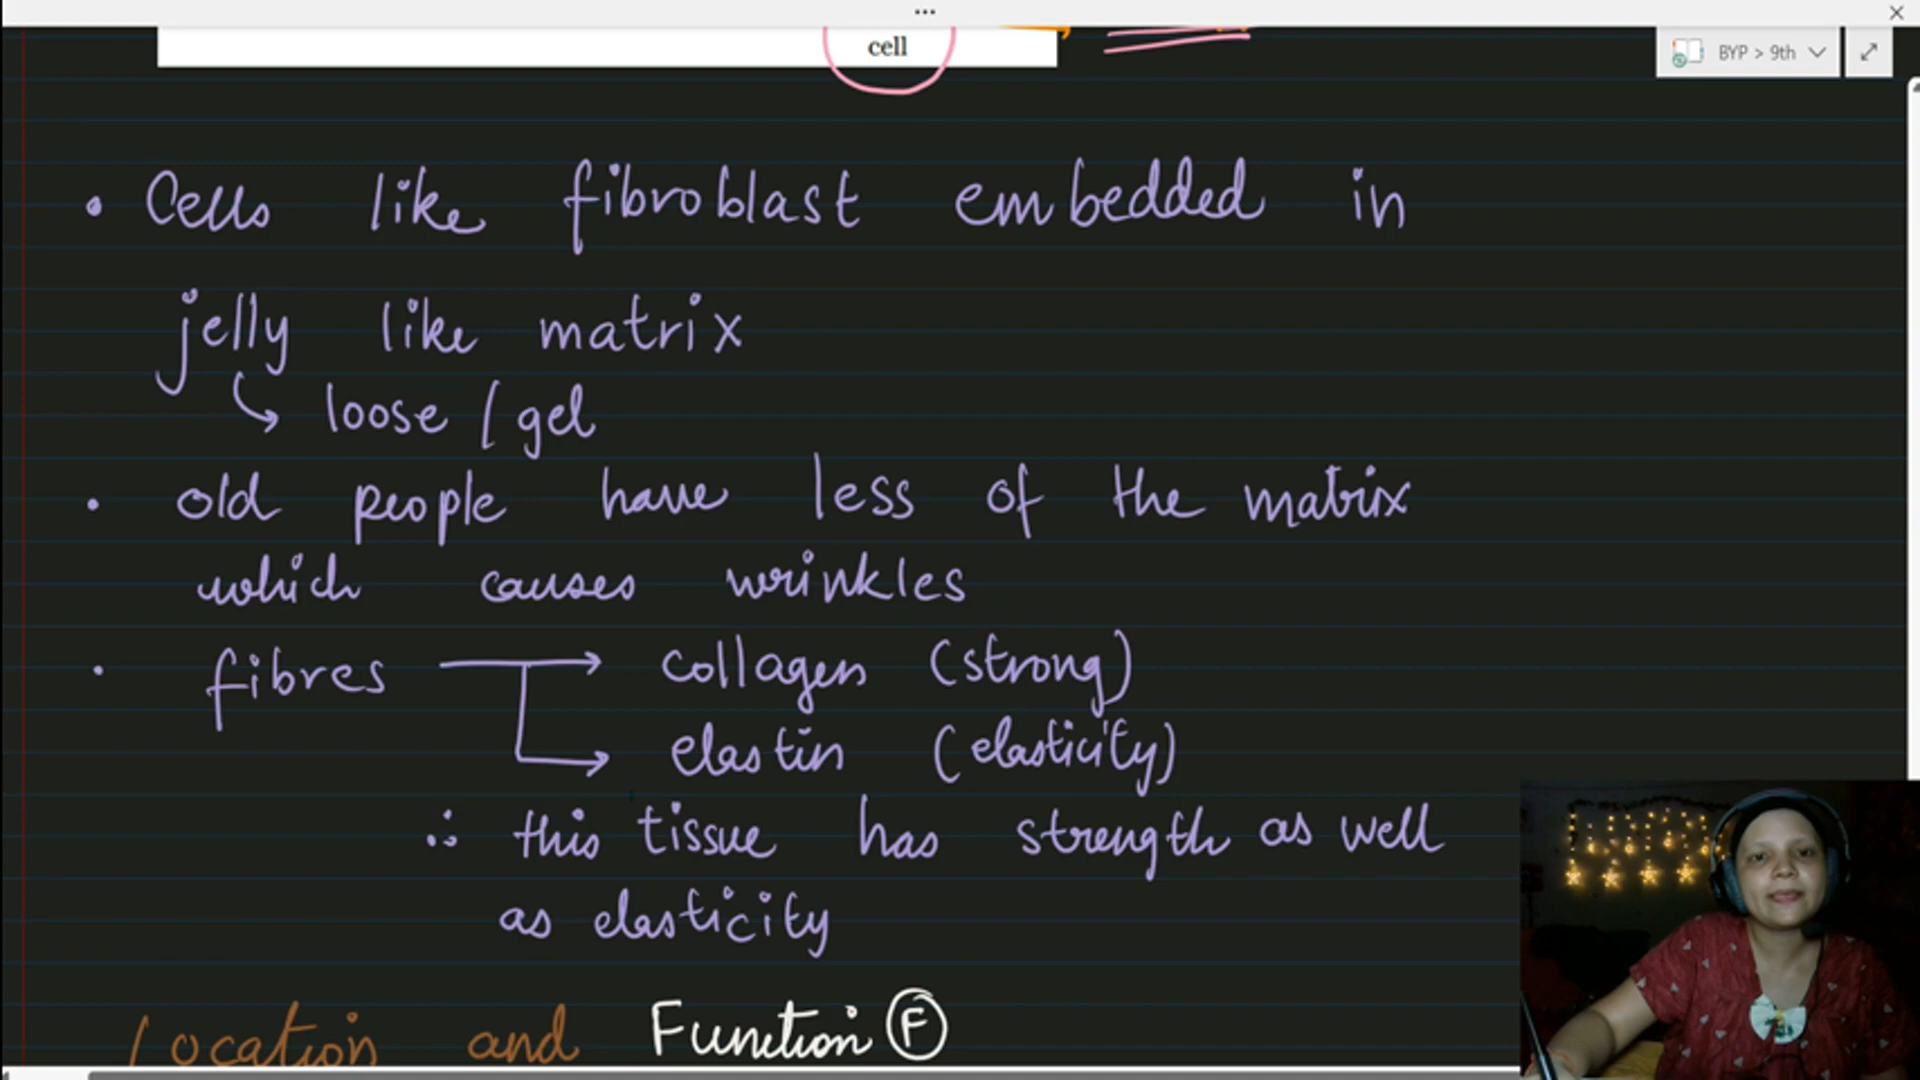 ...
cell
BYP > 9th
• Cells like fibroblast embedded in
jelly like matrix
↳ loose / gel
• old people have less of the matrix
which causes wrinkles
• fibres → collagen (strong)
→ elastin (elasticity)
∴ this tissue has strength as well
as elasticity
Location and Function Ⓕ